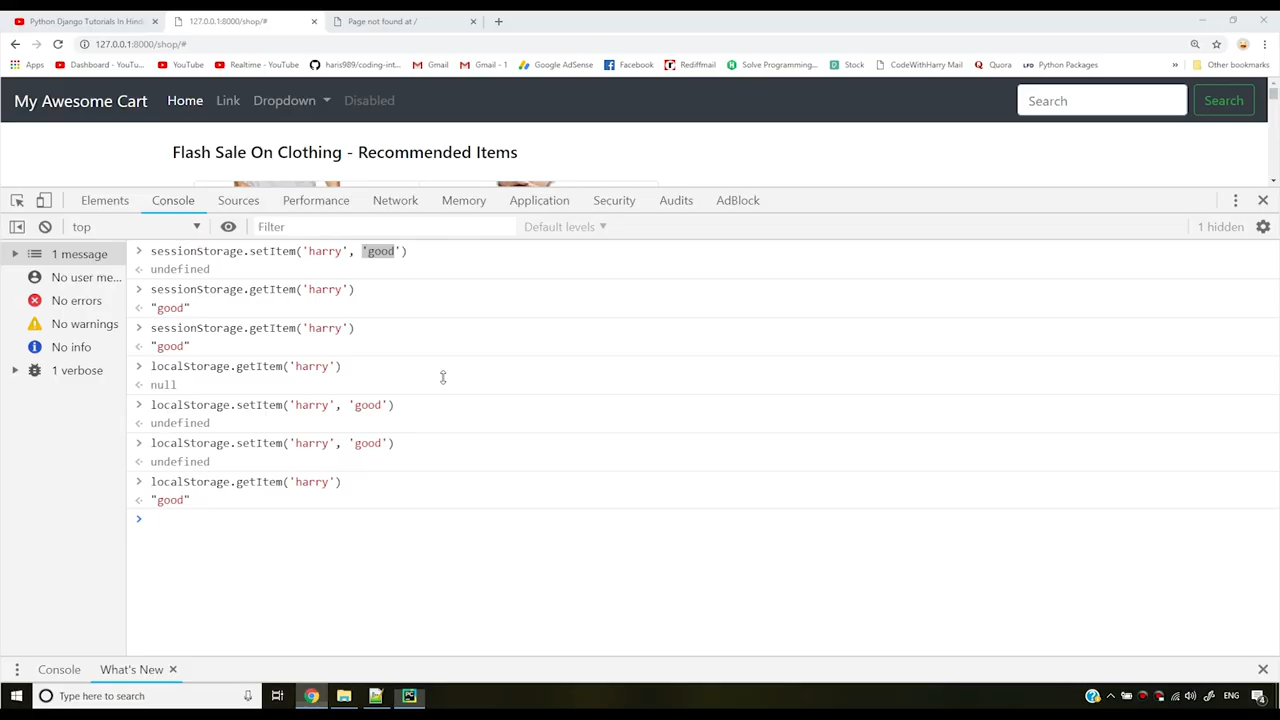 Python Django Tutorials In Hindi
127.0.0.1:8000/shop/#
Page not found at /
127.0.0.1:8000/shop/#
Apps
Dashboard - YouTu...
YouTube
Realtime - YouTube
haris989/coding-int...
Gmail
Gmail - 1
Google AdSense
Facebook
Rediffmail
Solve Programming...
Stock
CodeWithHarry Mail
Quora
LFD Python Packages
»
Other bookmarks
My Awesome Cart
Home
Link
Dropdown
Disabled
Search
Search
Flash Sale On Clothing - Recommended Items
Elements
Console
Sources
Performance
Network
Memory
Application
Security
Audits
AdBlock
top
Filter
Default levels
1 hidden
1 message
No user me...
No errors
No warnings
No info
1 verbose
sessionStorage.setItem('harry', 'good')
undefined
sessionStorage.getItem('harry')
"good"
sessionStorage.getItem('harry')
"good"
localStorage.getItem('harry')
null
localStorage.setItem('harry', 'good')
undefined
localStorage.setItem('harry', 'good')
undefined
localStorage.getItem('harry')
"good"
Console
What's New
Type here to search
ENG
4